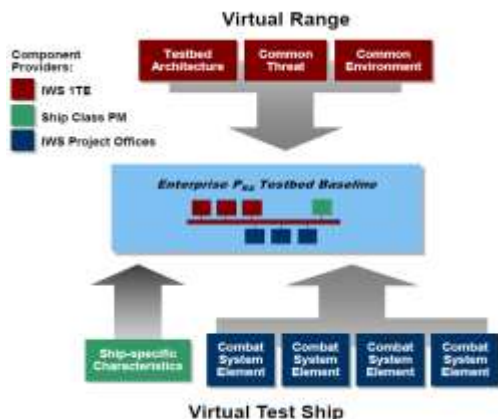 Virtual Range
Component
Providers:
IWS 1TE
Ship Class PM
IWS Project Offices
Testbed
Architecture
Common
Threat
Common
Environment
Enterprise PRa Testbed Baseline
Ship-specific
Characteristics
Combat
System
Element
Combat
System
Element
Combat
System
Element
Combat
System
Element
Virtual Test Ship